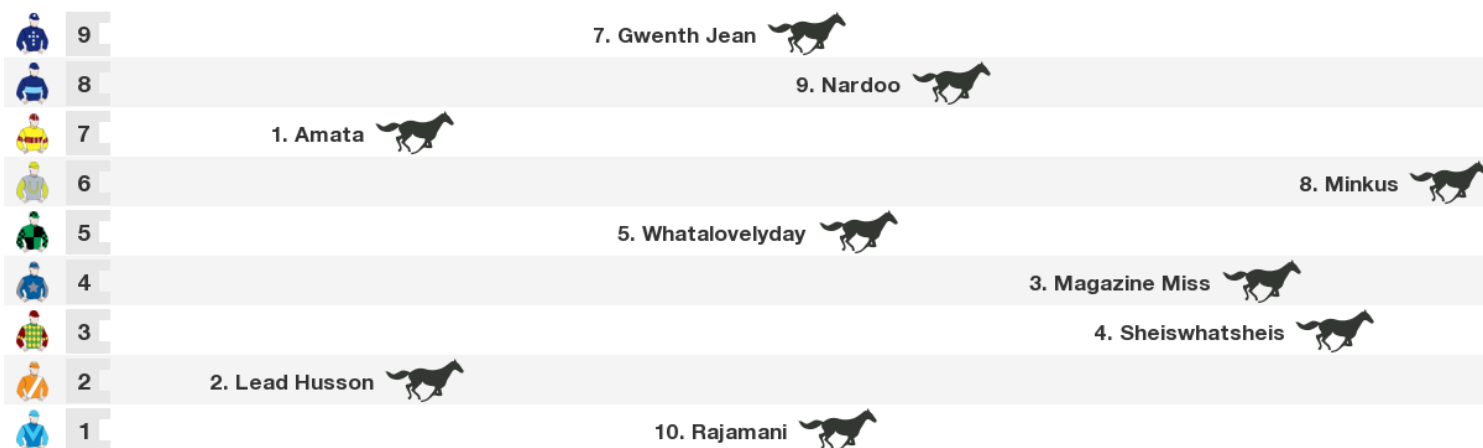 9 7. Gwenth Jean
8 9. Nardoo
7 1. Amata
6 8. Minkus
5 5. Whatalovelyday
4 3. Magazine Miss
3 4. Sheiswhatsheis
2 2. Lead Husson
1 10. Rajamani